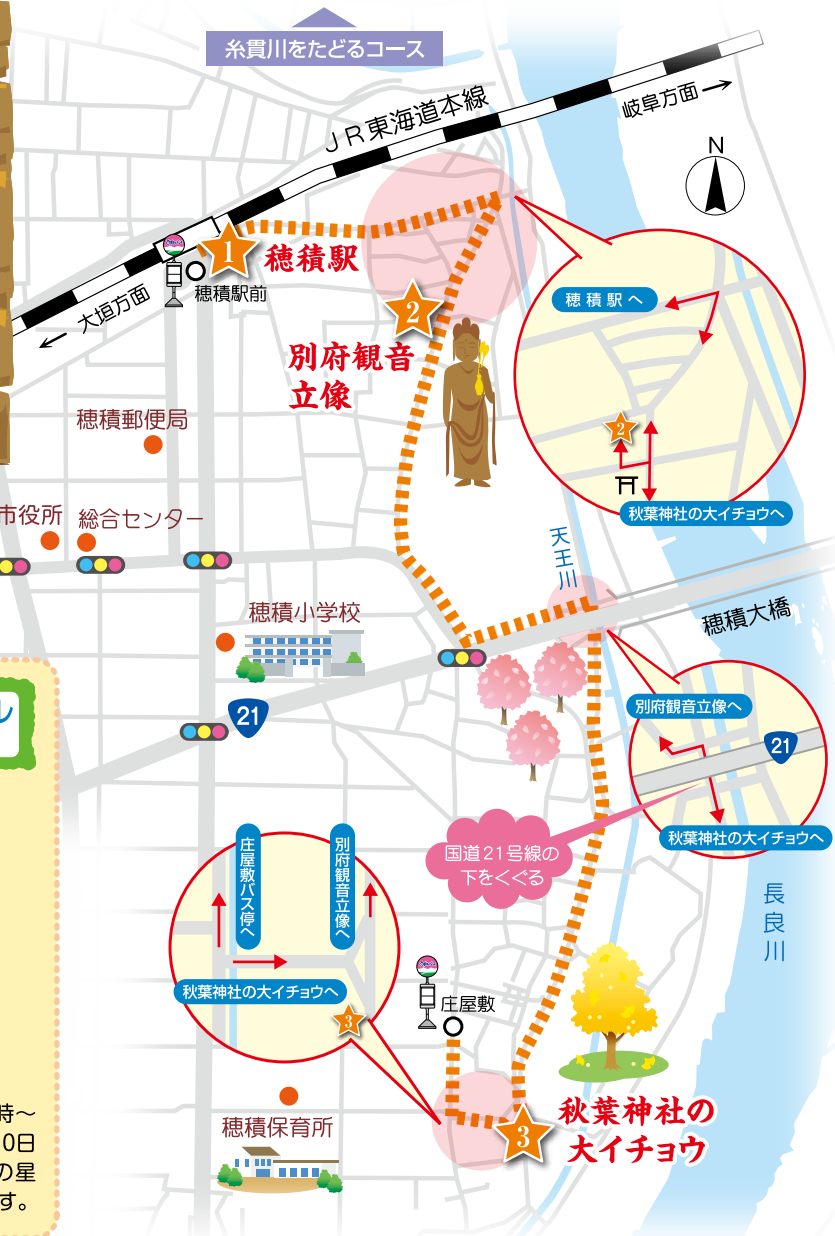 糸貫川をたどるコース
JR東海道本線
岐阜方面
N
1
穂積駅
穂積駅前
大垣方面
2
別府観音
立像
穂積駅へ
2
秋葉神社の大イチョウへ
穂積郵便局
市役所
総合センター
天王川
穂積大橋
穂積小学校
21
別府観音立像へ
21
秋葉神社の大イチョウへ
国道21号線の
下をくぐる
長良川
庄屋敷バス停へ
別府観音立像へ
秋葉神社の大イチョウへ
3
庄屋敷
穂積保育所
3
秋葉神社の
大イチョウ
レ
時~
0日
の星
す。